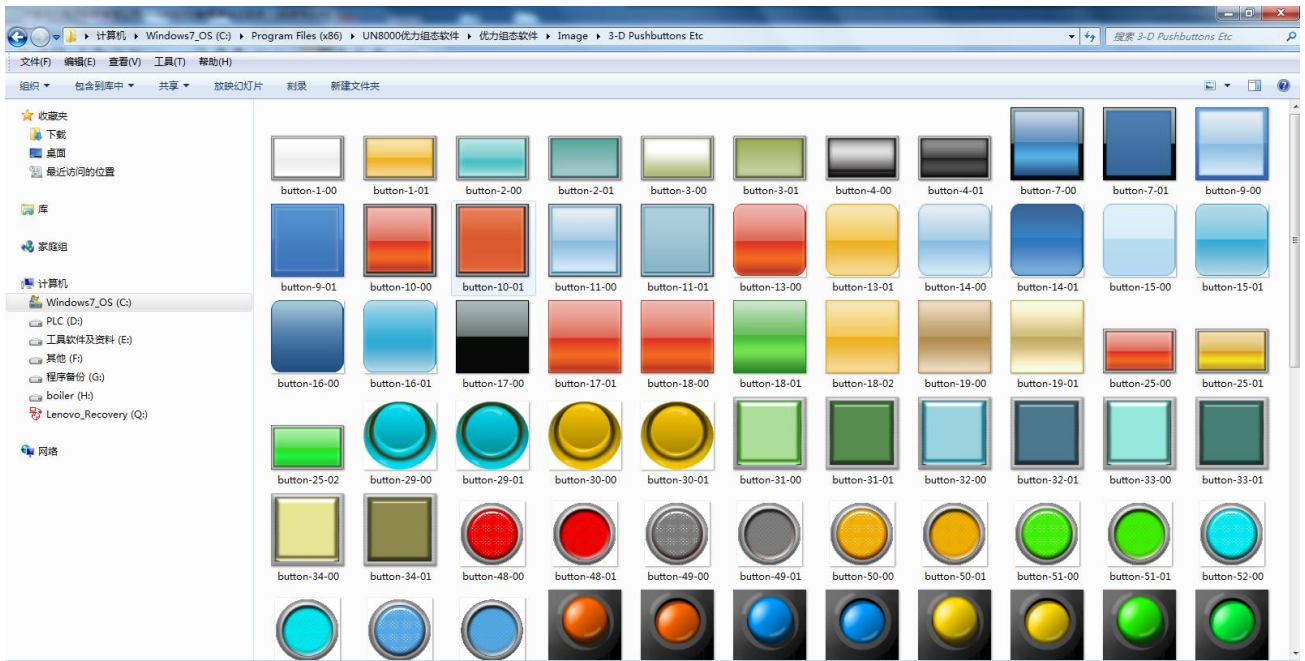 计算机 ▸ Windows7_OS (C:) ▸ Program Files (x86) ▸ UN8000优力组态软件 ▸ 优力组态软件 ▸ Image ▸ 3-D Pushbuttons Etc
搜索 3-D Pushbuttons Etc
文件(F) 编辑(E) 查看(V) 工具(T) 帮助(H)
组织 包含到库中 共享 放映幻灯片 刻录 新建文件夹
收藏夹
下载
桌面
最近访问的位置
库
家庭组
计算机
Windows7_OS (C:)
PLC (D:)
工具软件及资料 (E:)
其他 (F:)
程序备份 (G:)
boiler (H:)
Lenovo_Recovery (Q:)
网络
button-1-00 button-1-01 button-2-00 button-2-01 button-3-00 button-3-01 button-4-00 button-4-01 button-7-00 button-7-01 button-9-00
button-9-01 button-10-00 button-10-01 button-11-00 button-11-01 button-13-00 button-13-01 button-14-00 button-14-01 button-15-00 button-15-01
button-16-00 button-16-01 button-17-00 button-17-01 button-18-00 button-18-01 button-18-02 button-19-00 button-19-01 button-25-00 button-25-01
button-25-02 button-29-00 button-29-01 button-30-00 button-30-01 button-31-00 button-31-01 button-32-00 button-32-01 button-33-00 button-33-01
button-34-00 button-34-01 button-48-00 button-48-01 button-49-00 button-49-01 button-50-00 button-50-01 button-51-00 button-51-01 button-52-00